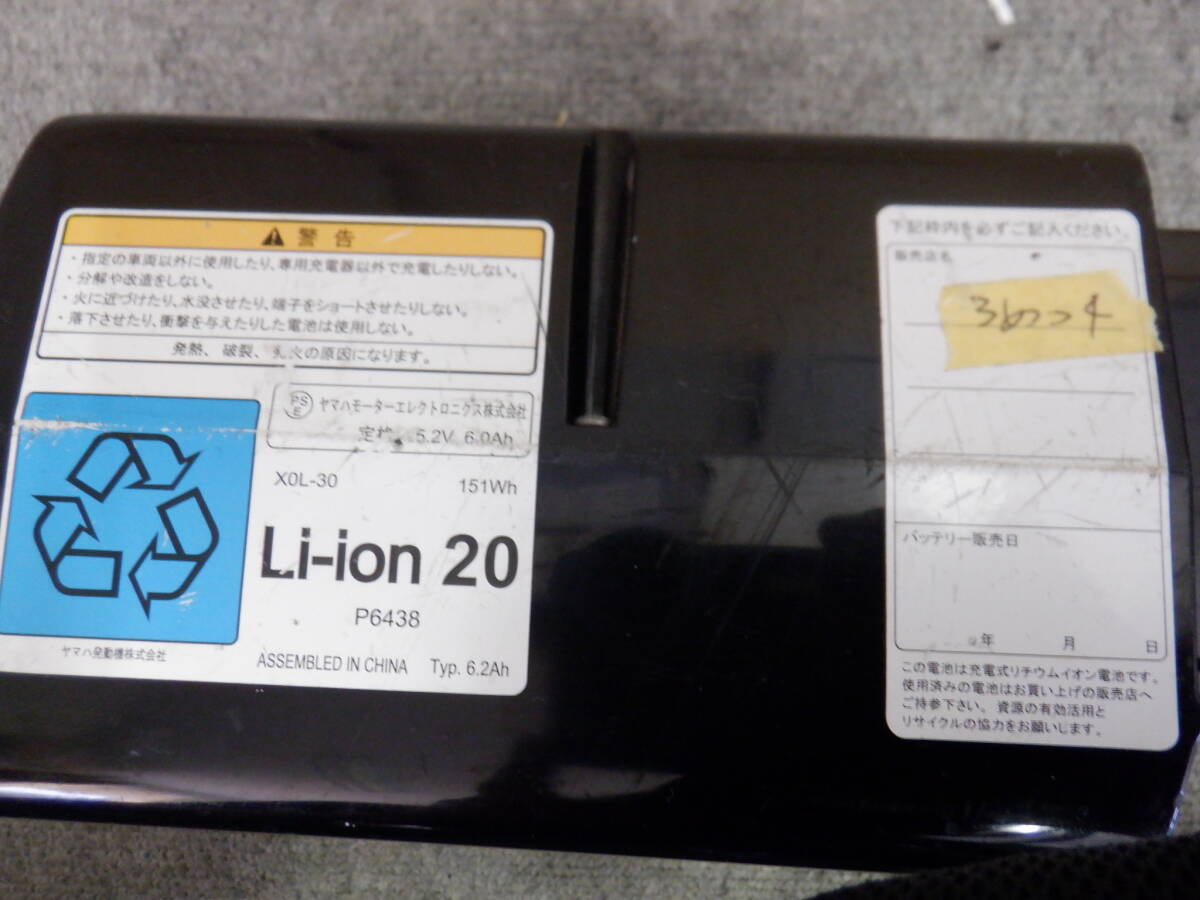 警告
・指定の車両以外に使用したり、専用充電器以外で充電したりしない。
・分解や改造をしない。
・火に近づけたり、水没させたり、端子をショートさせたりしない。
・落下させたり、衝撃を与えたりした電池は使用しない。
発熱、破裂、火の原因になります。
PS
E
ヤマハモーターエレクトロニクス株式会社
定 5.2V 6.0Ah
X0L-30 151Wh
Li-ion 20
P6438
ASSEMBLED IN CHINA Typ. 6.2Ah
ヤマハ発動機株式会社
下記枠内を必ずご記入ください。
販売店名
バッテリー販売日
年 月 日
この電池は充電式リチウムイオン電池です。
使用済みの電池はお買い上げの販売店へ
ご持参下さい。資源の有効活用と
リサイクルの協力をお願いします。